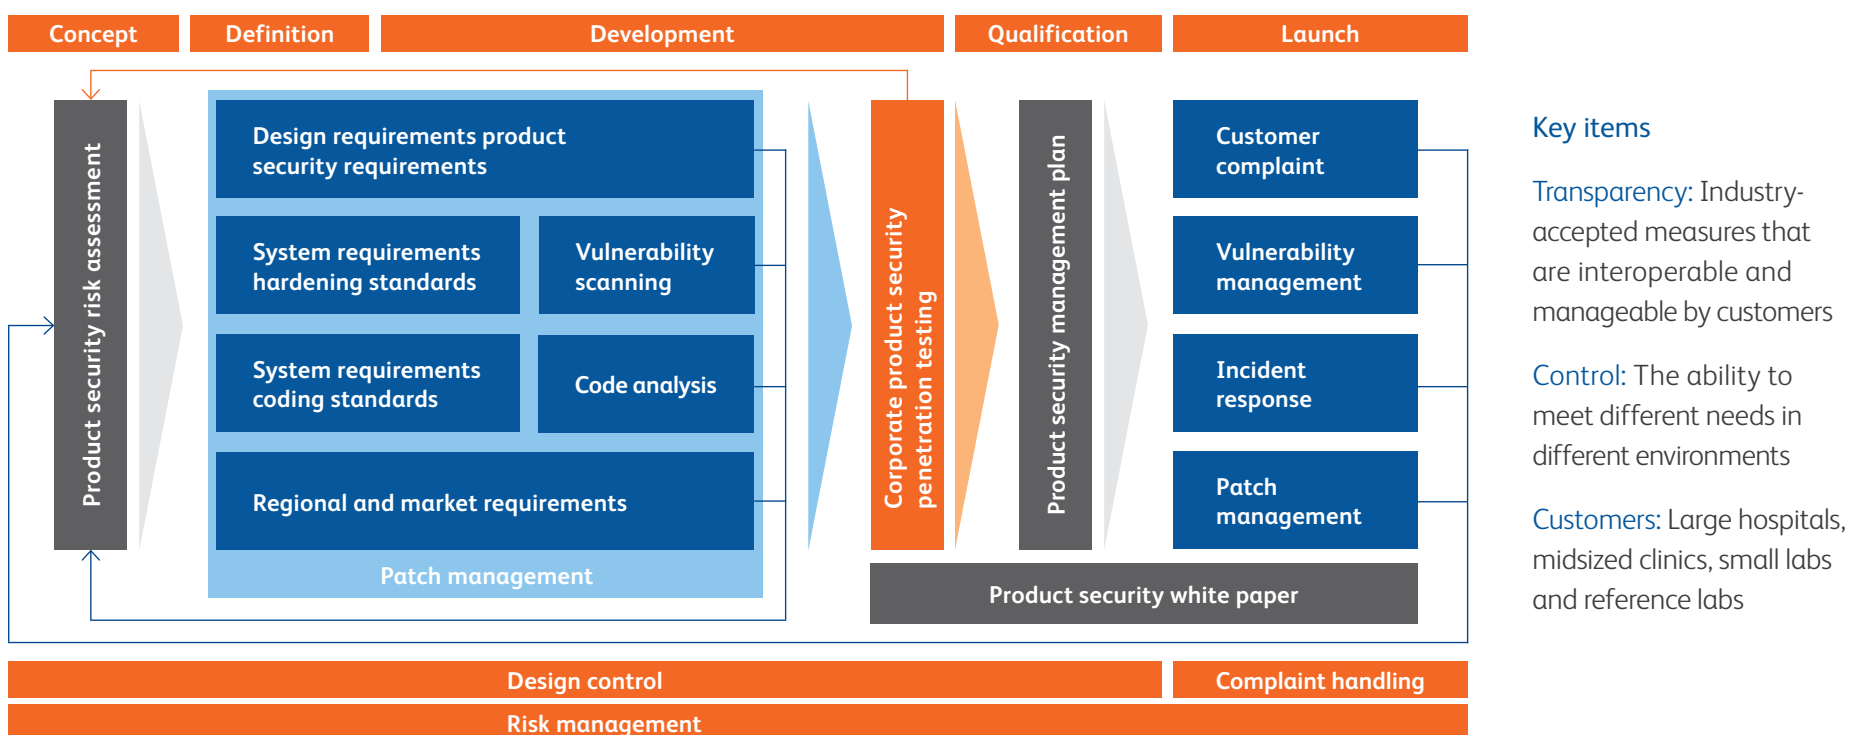 Concept
Definition
Development
Qualification
Launch
Product security risk assessment
Design requirements product
security requirements
System requirements
hardening standards
Vulnerability
scanning
System requirements
coding standards
Code analysis
Regional and market requirements
Patch management
Corporate product security
penetration testing
Product security management plan
Customer
complaint
Vulnerability
management
Incident
response
Patch
management
Product security white paper
Design control
Complaint handling
Risk management
Key items
Transparency: Industry-
accepted measures that
are interoperable and
manageable by customers
Control: The ability to
meet different needs in
different environments
Customers: Large hospitals,
midsized clinics, small labs
and reference labs